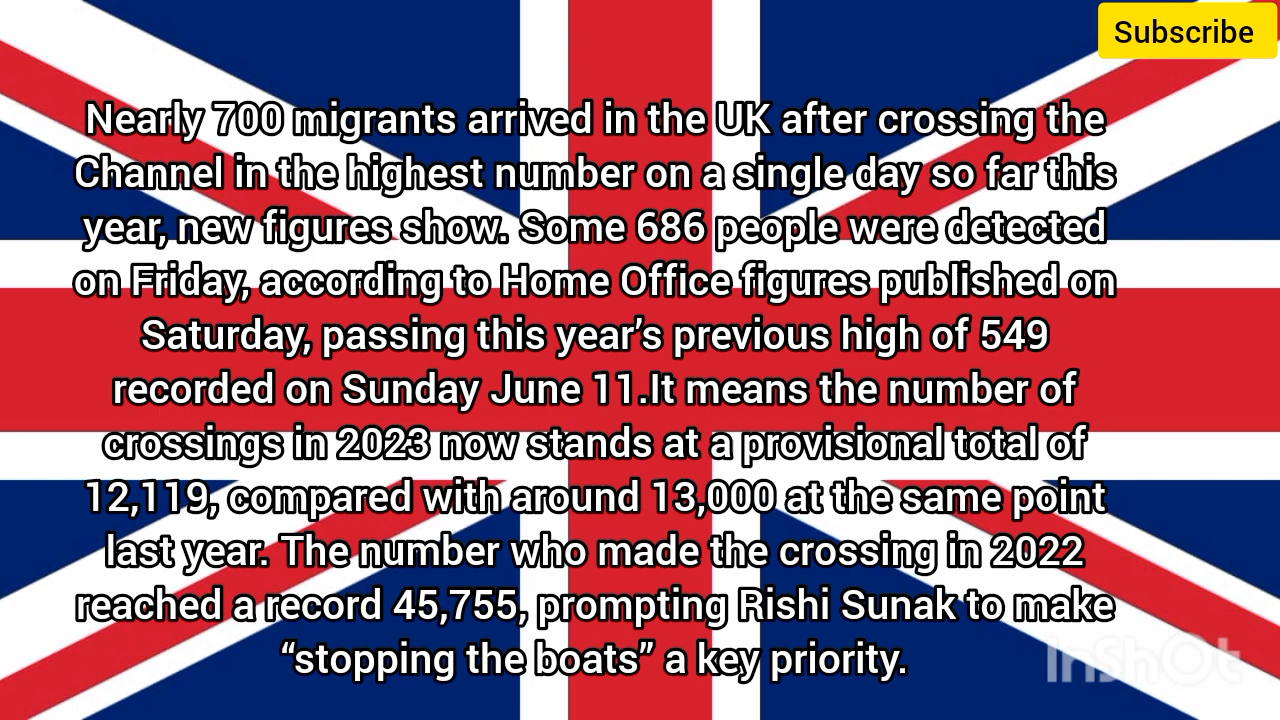 Subscribe
Nearly 700 migrants arrived in the UK after crossing the
Channel in the highest number on a single day so far this
year, new figures show. Some 686 people were detected
on Friday, according to Home Office figures published on
Saturday, passing this year’s previous high of 549
recorded on Sunday June 11.It means the number of
crossings in 2023 now stands at a provisional total of
12,119, compared with around 13,000 at the same point
last year. The number who made the crossing in 2022
reached a record 45,755, prompting Rishi Sunak to make
“stopping the boats” a key priority.
InShOt